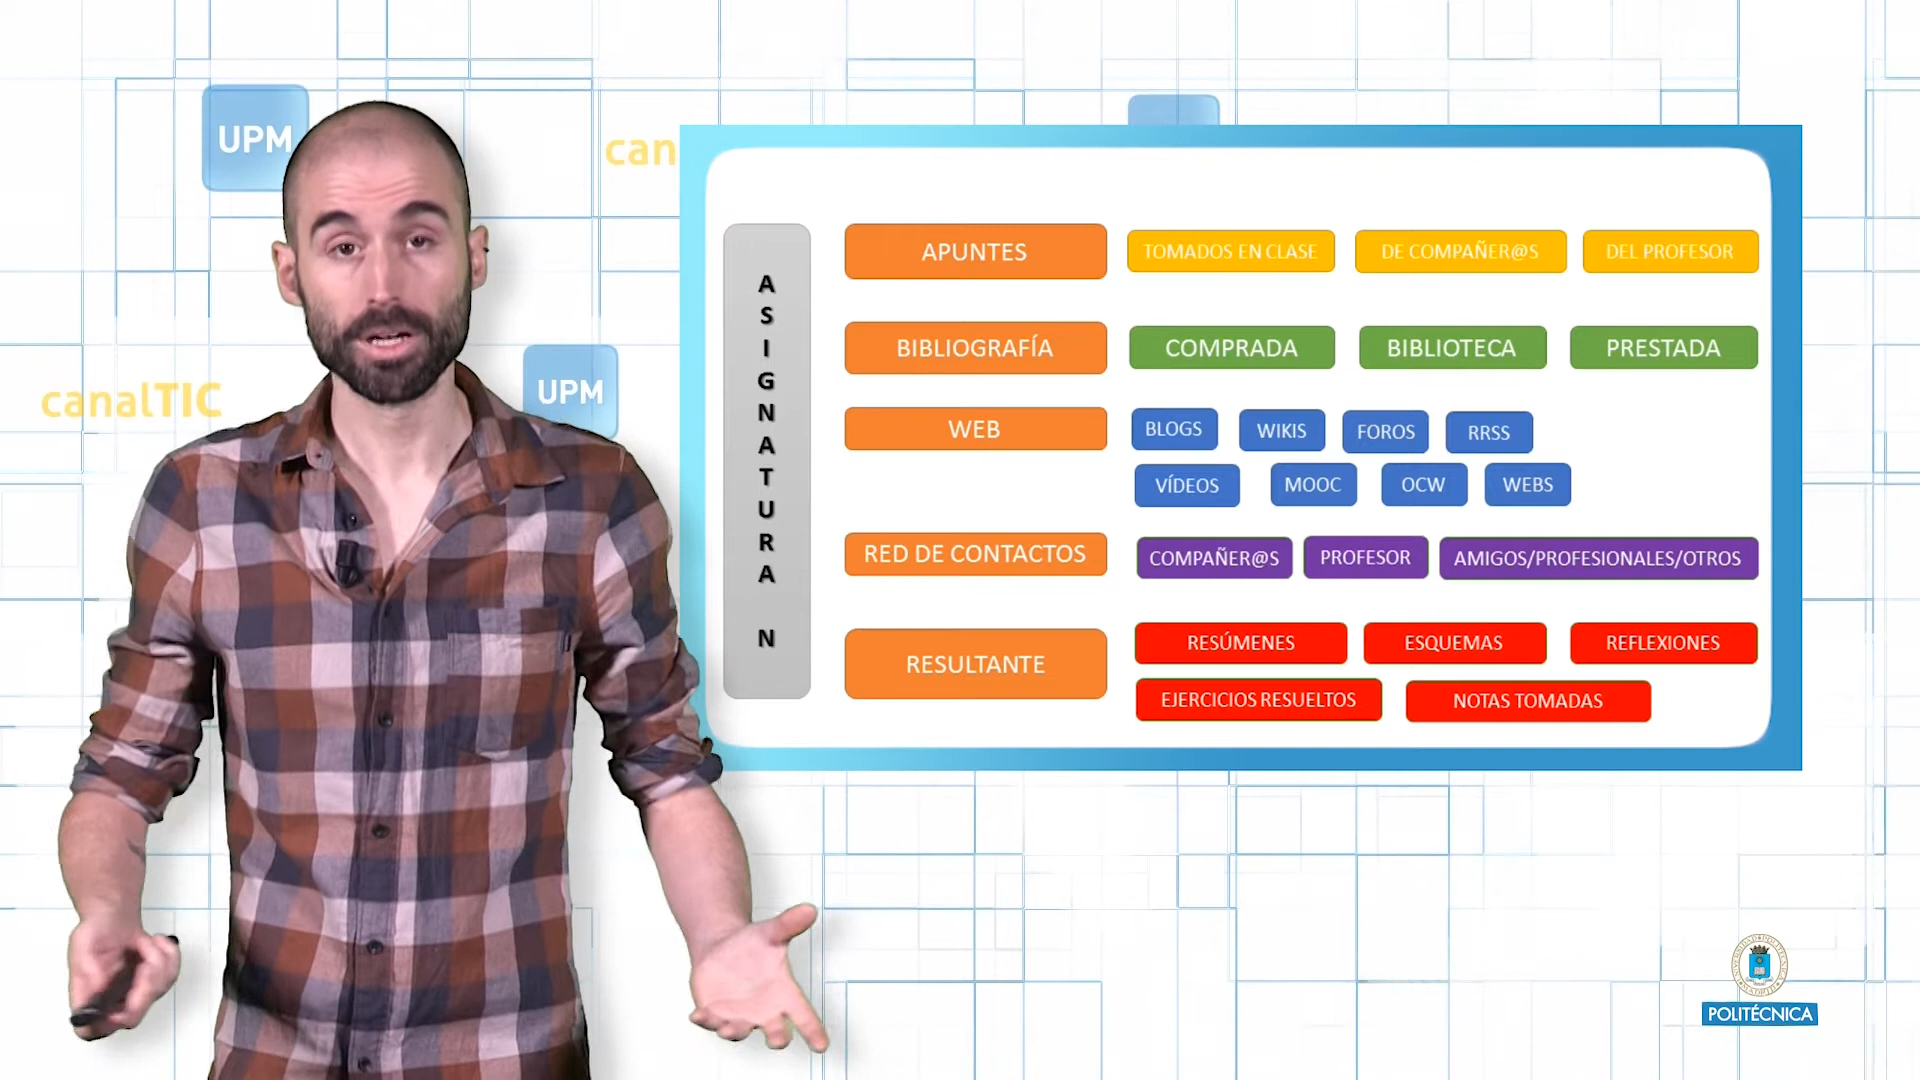 UPM
can
canalTIC
UPM
ASIGNATURA N
APUNTES
TOMADOS EN CLASE
DE COMPAÑER@S
DEL PROFESOR
BIBLIOGRAFÍA
COMPRADA
BIBLIOTECA
PRESTADA
WEB
BLOGS
WIKIS
FOROS
RRSS
VÍDEOS
MOOC
OCW
WEBS
RED DE CONTACTOS
COMPAÑER@S
PROFESOR
AMIGOS/PROFESIONALES/OTROS
RESULTANTE
RESÚMENES
ESQUEMAS
REFLEXIONES
EJERCICIOS RESUELTOS
NOTAS TOMADAS
POLITÉCNICA